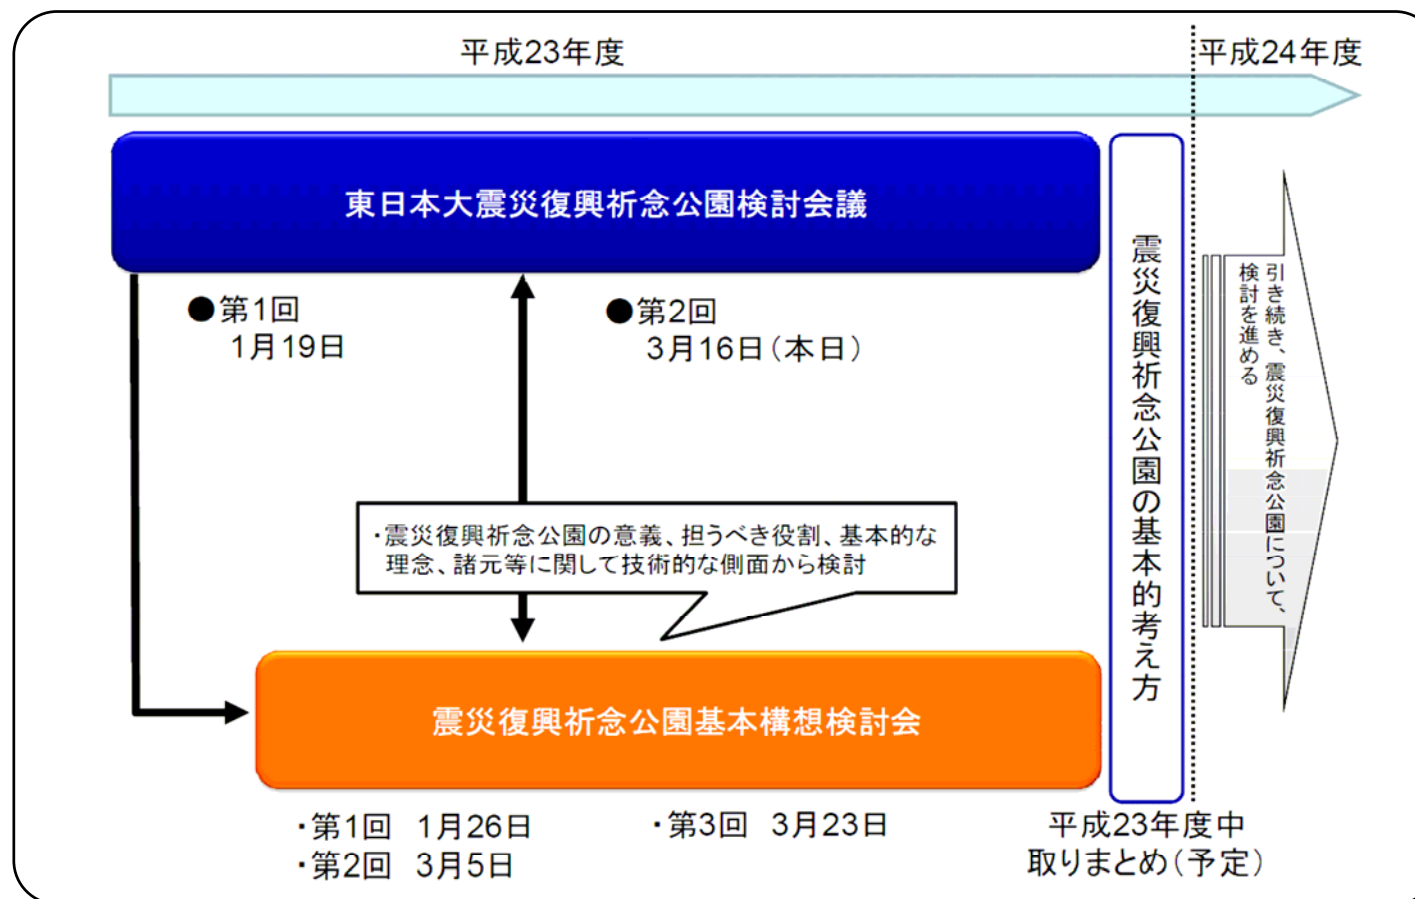 平成23年度
平成24年度
東日本大震災復興祈念公園検討会議
●第1回
1月19日
●第2回
3月16日(本日)
・震災復興祈念公園の意義、担うべき役割、基本的な
理念、諸元等に関して技術的な側面から検討
震災復興祈念公園基本構想検討会
・第1回 1月26日
・第2回 3月5日
・第3回 3月23日
震災復興祈念公園の基本的考え方
平成23年度中
取りまとめ(予定)
引き続き、震災復興祈念公園について、
検討を進める